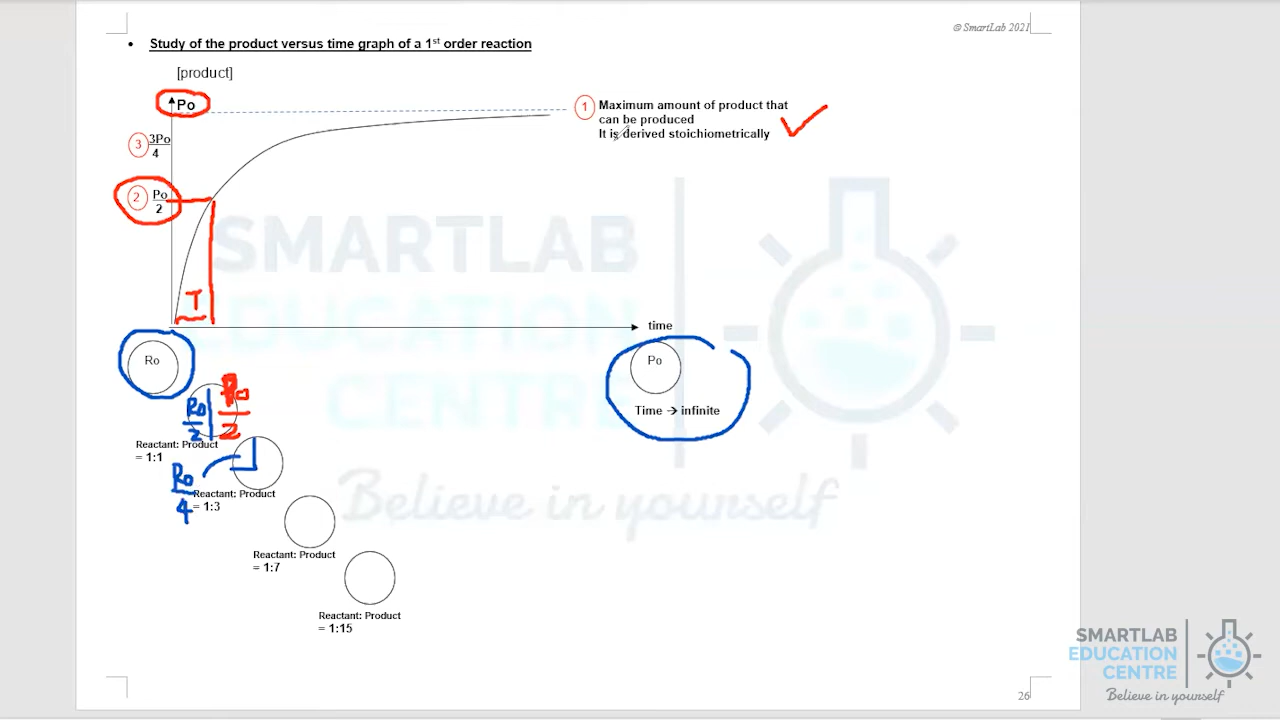 © SmartLab 2021
• Study of the product versus time graph of a 1st order reaction
[product]
Po
1 Maximum amount of product that
can be produced
It is derived stoichiometrically
3 3Po
4
2 Po
2
T
time
Ro
Po
Time → infinite
Ro
2
Po
2
Reactant: Product
= 1:1
Ro
4
Reactant: Product
= 1:3
Reactant: Product
= 1:7
Reactant: Product
= 1:15
SMARTLAB
EDUCATION
CENTRE
Believe in yourself
26
SMARTLAB
EDUCATION
CENTRE
Believe in yourself